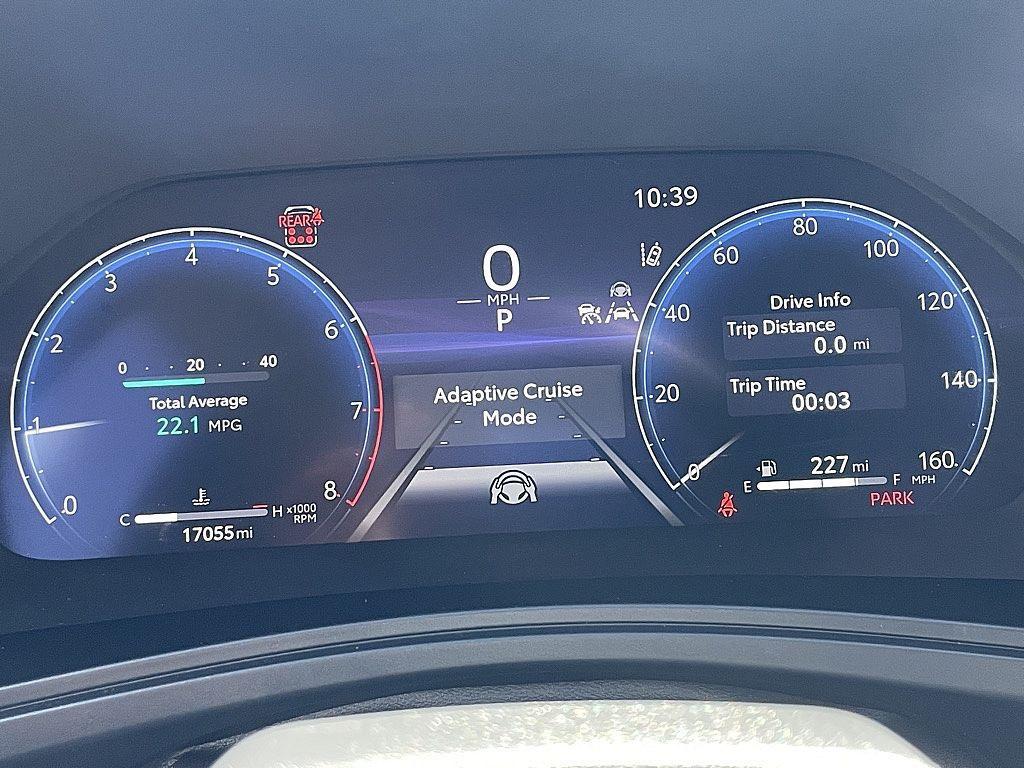 REAR
10:39
0
MPH
P
0 20 40
Total Average
22.1 MPG
0 1 2 3 4 5 6 7 8
x1000
RPM
C H
17055 mi
Adaptive Cruise
Mode
0 20 40 60 80 100 120 140 160
MPH
Drive Info
Trip Distance
0.0 mi
Trip Time
00:03
227 mi
E F
PARK